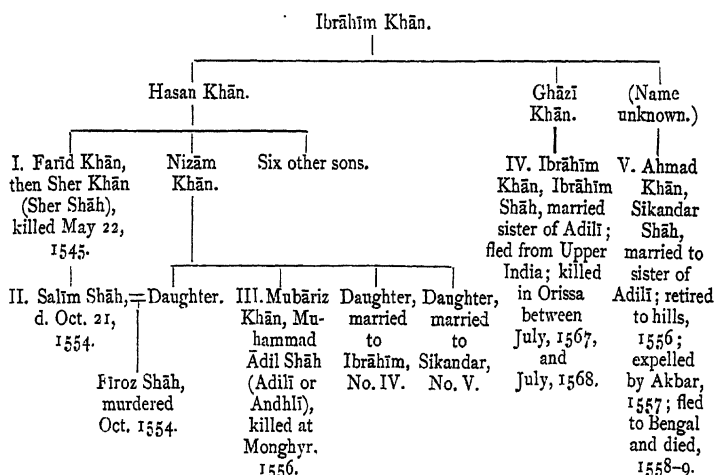 Ibrāhīm Khān.
Hasan Khān.
Ghāzī
Khān.
(Name
unknown.)
I. Farīd Khān,
then Sher Khān
(Sher Shāh),
killed May 22,
1545.
Nizām
Khān.
Six other sons.
IV. Ibrāhīm
Khān, Ibrāhīm
Shāh, married
sister of Adilī;
fled from Upper
India; killed
in Orissa
between
July, 1567,
and
July, 1568.
V. Ahmad
Khān,
Sikandar
Shāh,
married to
sister of
Adilī; retired
to hills,
1556;
expelled
by Akbar,
1557; fled
to Bengal
and died,
1558-9.
II. Salīm Shāh,
d. Oct. 21,
1554.
=Daughter.
III. Mubāriz
Khān, Mu-
hammad
Ādil Shāh
(Adilī or
Andhlī),
killed at
Monghyr.
1556.
Daughter,
married
to
Ibrāhīm,
No. IV.
Daughter,
married
to
Sikandar,
No. V.
Fīroz Shāh,
murdered
Oct. 1554.